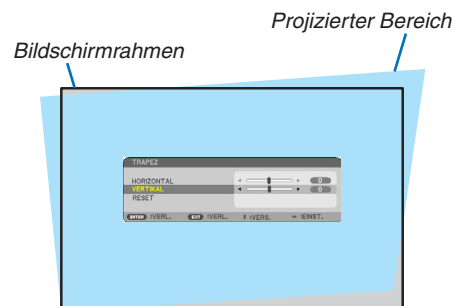 Projizierter Bereich
Bildschirmrahmen
TRAPEZ
HORIZONTAL 0
VERTIKAL 0
RESET
ENTER :VERL. EXIT :VERL. :VERS. :EINST.